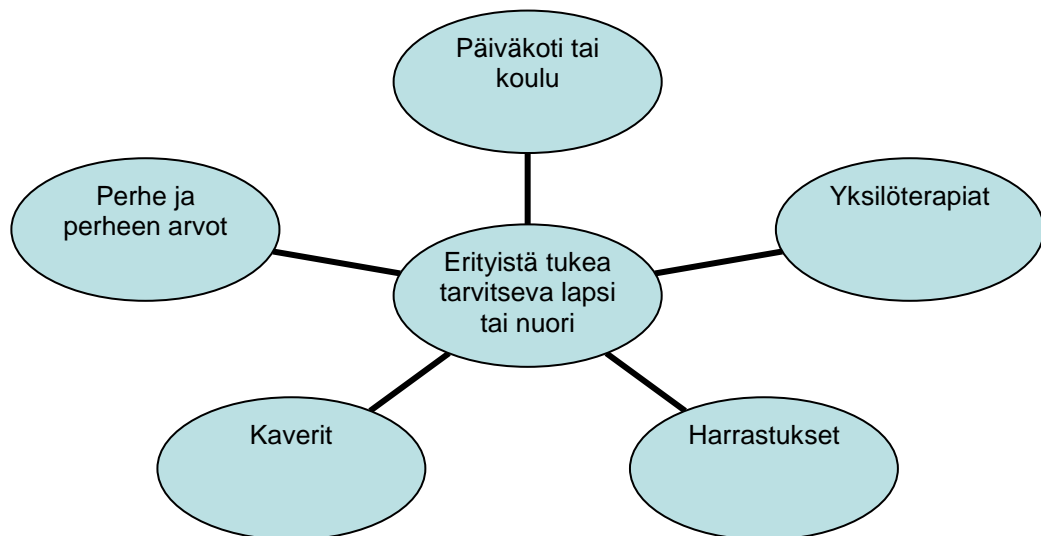 Päiväkoti tai
koulu
Perhe ja
perheen arvot
Yksilöterapiat
Erityistä tukea
tarvitseva lapsi
tai nuori
Kaverit
Harrastukset